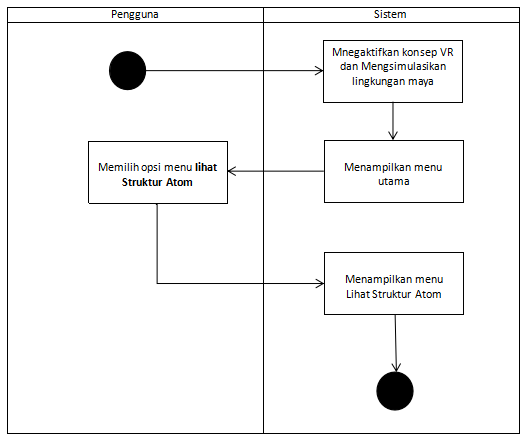 Pengguna
Sistem
Mnegaktifkan konsep VR
dan Mengsimulasikan
lingkungan maya
Memilih opsi menu lihat
Struktur Atom
Menampilkan menu
utama
Menampilkan menu
Lihat Struktur Atom